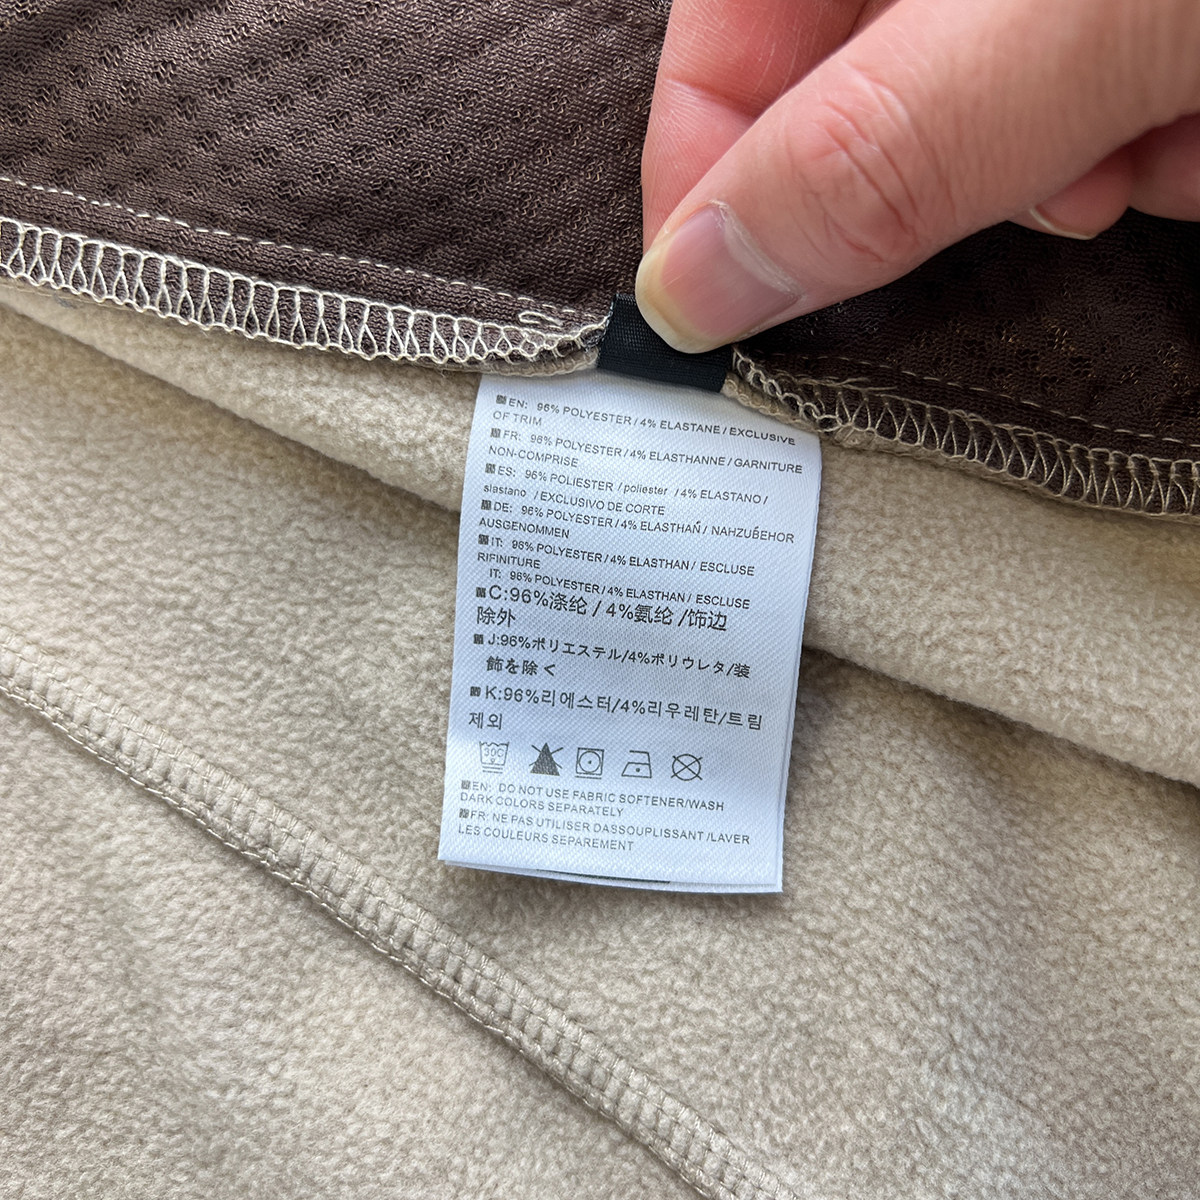 EN: 96% POLYESTER / 4% ELASTANE / EXCLUSIVE
OF TRIM
FR: 96% POLYESTER / 4% ELASTHANNE / GARNITURE
NON-COMPRISE
ES: 96% POLIESTER / poliester / 4% ELASTANO /
slastano / EXCLUSIVO DE CORTE
DE: 96% POLYESTER / 4% ELASTHAÑ / NAHZUBEHOR
AUSGENOMMEN
IT: 96% POLYESTER / 4% ELASTHAN / ESCLUSE
RIFINITURE
IT: 96% POLYESTER / 4% ELASTHAN / ESCLUSE
C:96%涤纶 / 4%氨纶 /饰边
除外
J:96%ポリエステル/4%ポリウレタ/装
飾を除く
K:96%리에스터/4%리우레탄/트림
제외
30C
EN: DO NOT USE FABRIC SOFTENER/WASH
DARK COLORS SEPARATELY
FR: NE PAS UTILISER DASSOUPLISSANT /LAVER
LES COULEURS SEPAREMENT